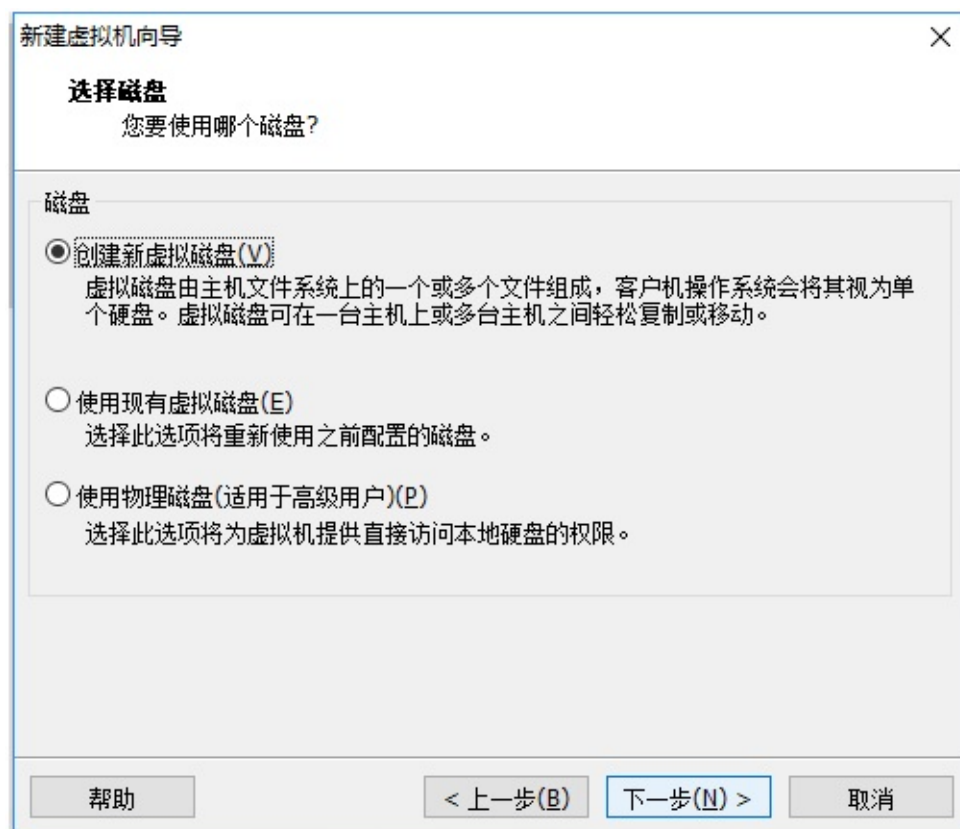 新建虚拟机向导
选择磁盘
您要使用哪个磁盘?
磁盘
创建新虚拟磁盘(V)
虚拟磁盘由主机文件系统上的一个或多个文件组成，客户机操作系统会将其视为单
个硬盘。虚拟磁盘可在一台主机上或多台主机之间轻松复制或移动。
使用现有虚拟磁盘(E)
选择此选项将重新使用之前配置的磁盘。
使用物理磁盘(适用于高级用户)(P)
选择此选项将为虚拟机提供直接访问本地硬盘的权限。
帮助
< 上一步(B)
下一步(N) >
取消